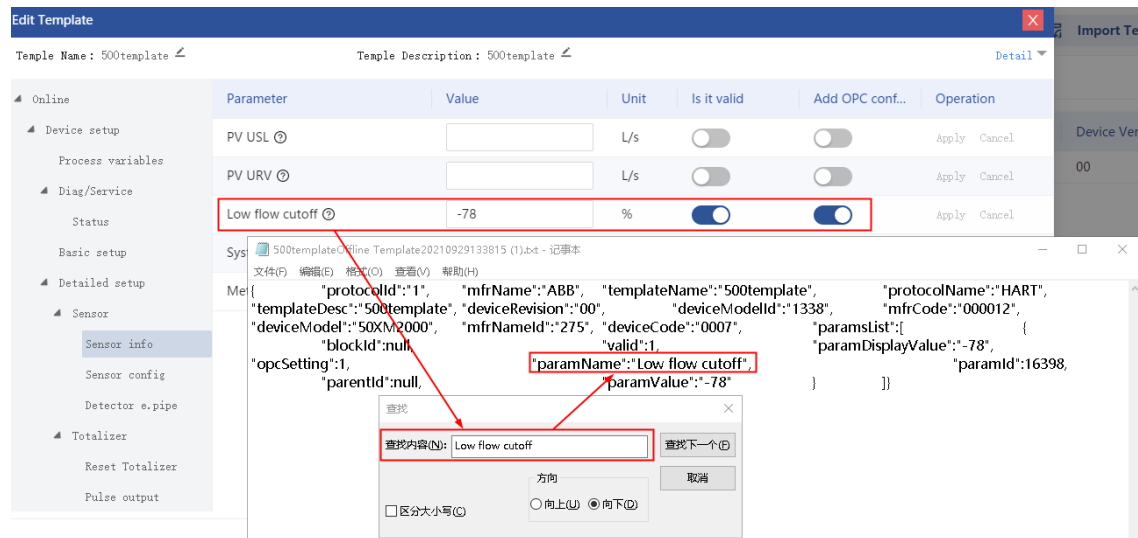 Edit Template
X
Import Te
Temple Name: 500template
Temple Description: 500template
Detail
Online
Device setup
Process variables
Diag/Service
Status
Basic setup
Detailed setup
Sensor
Sensor info
Sensor config
Detector e.pipe
Totalizer
Reset Totalizer
Pulse output
Parameter Value Unit Is it valid Add OPC conf... Operation
PV USL L/s Apply Cancel
PV URV L/s Apply Cancel
Low flow cutoff -78 % Apply Cancel
Sys
Me
Device Ver
00
500templateOffline Template20210929133815 (1).txt - 记事本
文件(F) 编辑(E) 格式(O) 查看(V) 帮助(H)
{ "protocolId":"1", "mfrName":"ABB", "templateName":"500template", "protocolName":"HART",
"templateDesc":"500template", "deviceRevision":"00", "deviceModelId":"1338", "mfrCode":"000012",
"deviceModel":"50XM2000", "mfrNameId":"275", "deviceCode":"0007", "paramsList":[ {
"blockId":null, "valid":1, "paramDisplayValue":"-78",
"opcSetting":1, "paramName":"Low flow cutoff", "paramId":16398,
"parentId":null, "paramValue":"-78" } ]}
查找
查找内容(N): Low flow cutoff
查找下一个(F)
取消
方向
向上(U) 向下(D)
区分大小写(C)